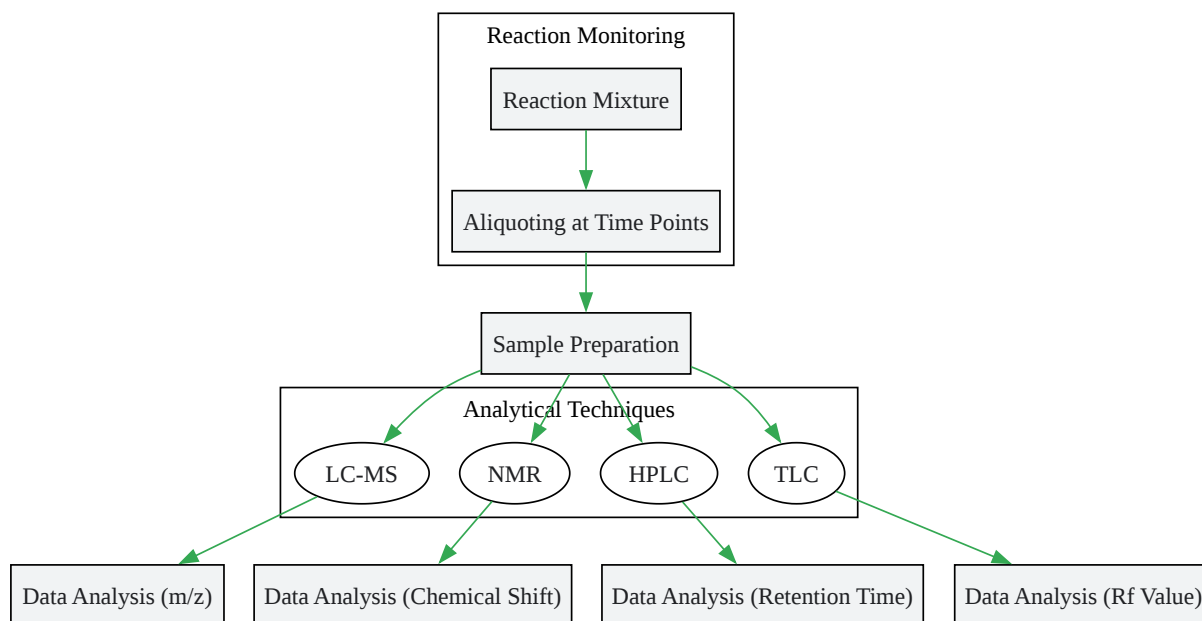 Reaction Monitoring
Reaction Mixture
Aliquoting at Time Points
Sample Preparation
Analytical Techniques
LC-MS
NMR
HPLC
TLC
Data Analysis (m/z)
Data Analysis (Chemical Shift)
Data Analysis (Retention Time)
Data Analysis (Rf Value)